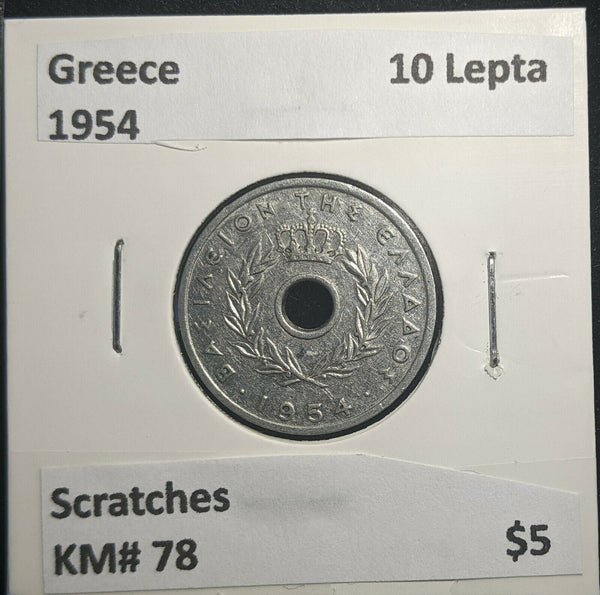 Greece 10 Lepta
1954
ΒΑΣΙΛΕΙΟΝ ΤΗΣ ΕΛΛΑΔΟΣ
· 1954 ·
Scratches
KM# 78 $5